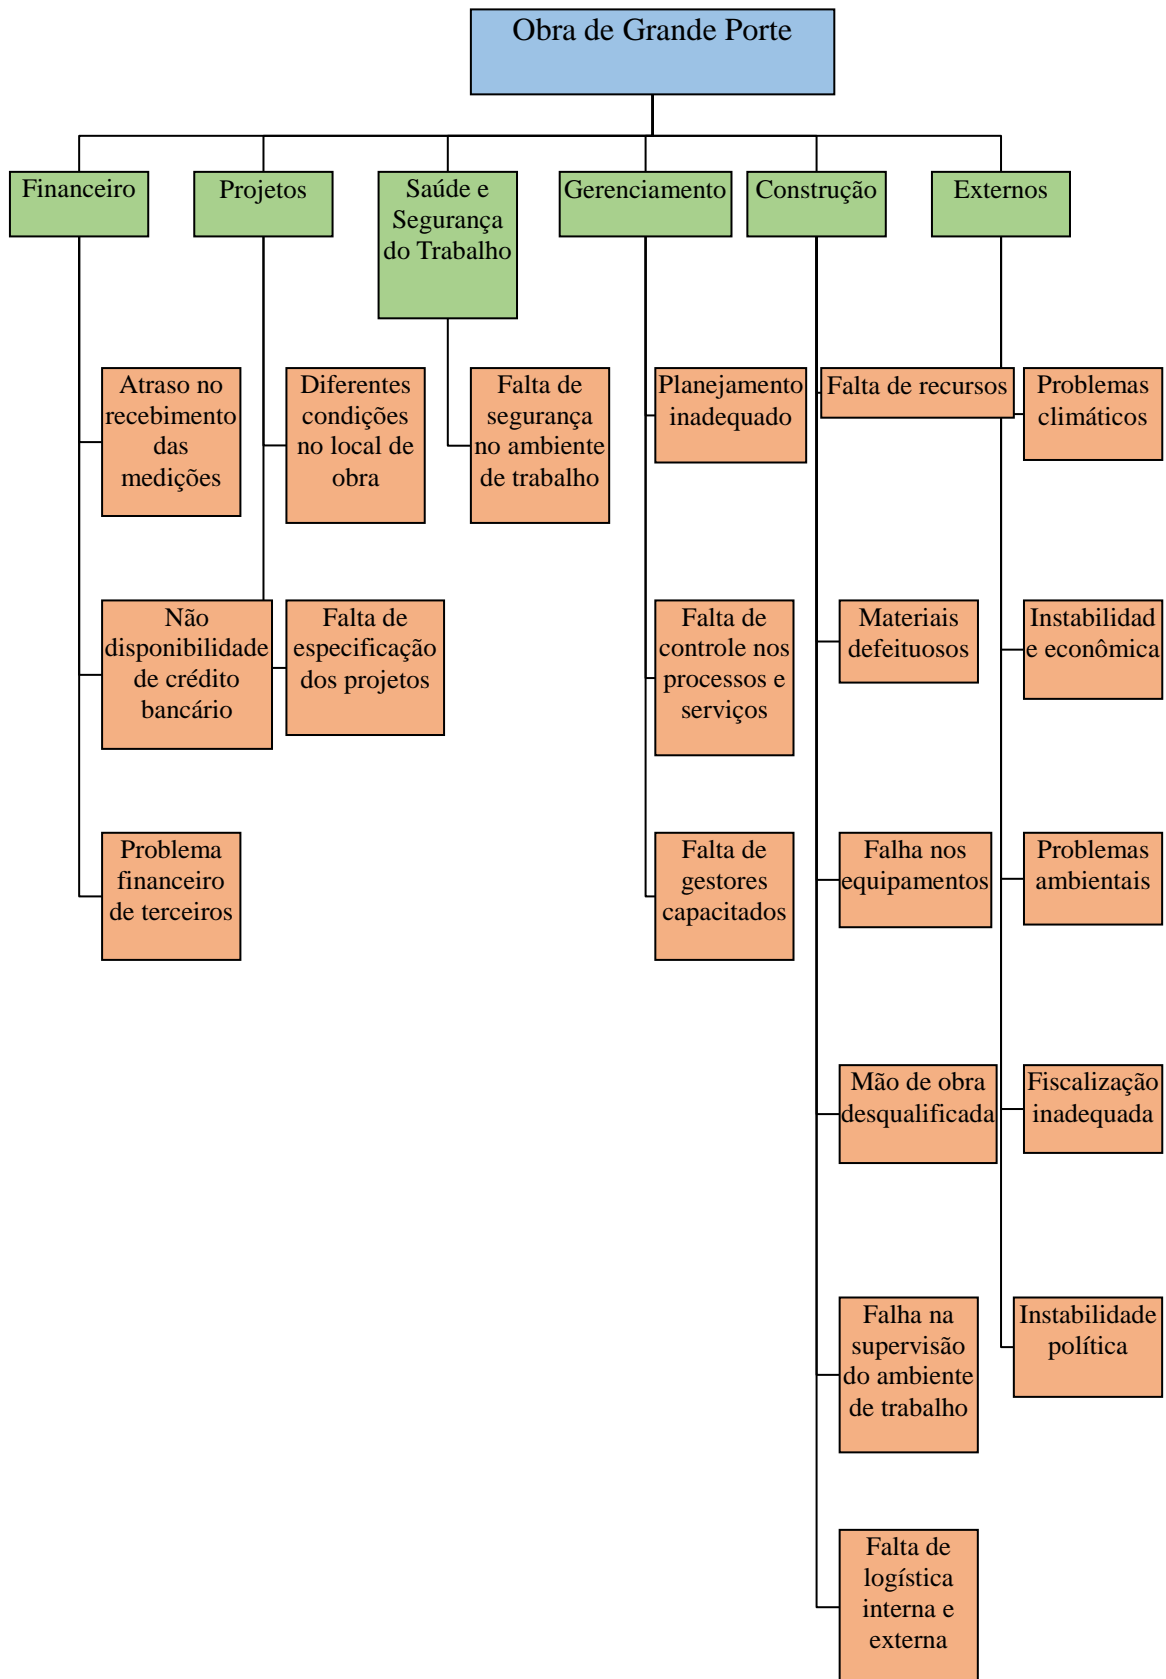 Obra de Grande Porte
Financeiro
Projetos
Saúde e
Segurança
do Trabalho
Gerenciamento
Construção
Externos
Atraso no
recebimento
das
medições
Não
disponibilidade
de crédito
bancário
Problema
financeiro
de terceiros
Diferentes
condições
no local de
obra
Falta de
especificação
dos projetos
Falta de
segurança
no ambiente
de trabalho
Planejamento
inadequado
Falta de
controle nos
processos e
serviços
Falta de
gestores
capacitados
Falta de recursos
Materiais
defeituosos
Falha nos
equipamentos
Mão de obra
desqualificada
Falha na
supervisão
do ambiente
de trabalho
Falta de
logística
interna e
externa
Problemas
climáticos
Instabilidad
e econômica
Problemas
ambientais
Fiscalização
inadequada
Instabilidade
política